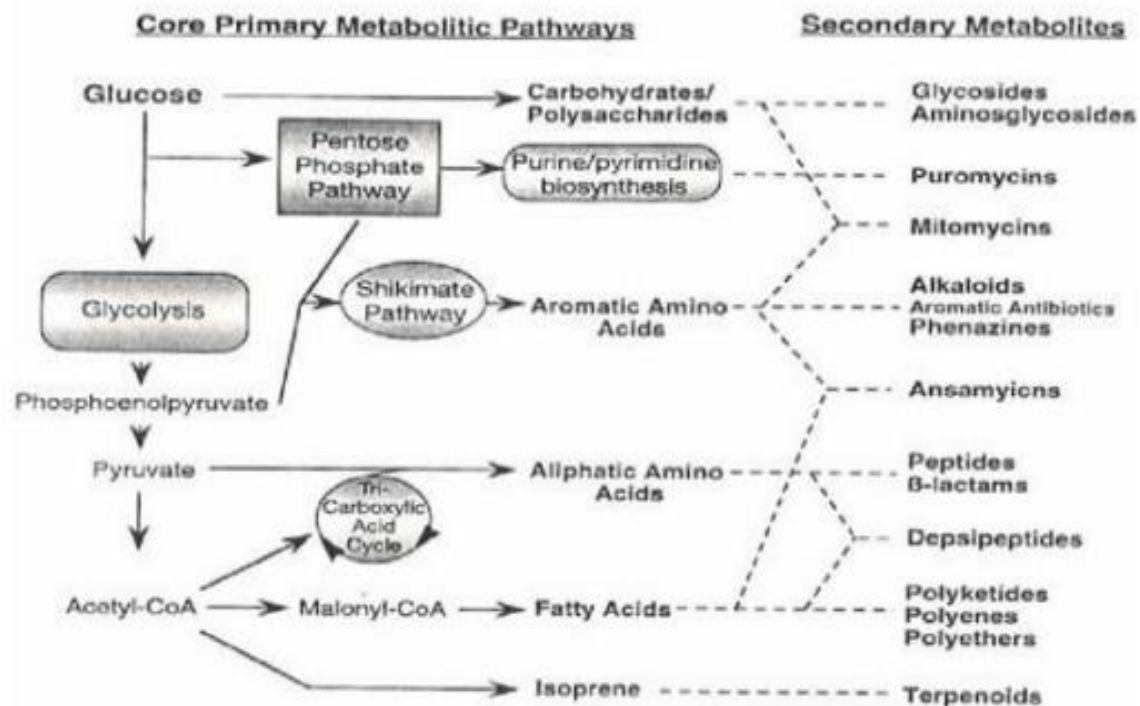 Core Primary Metabolitic Pathways
Secondary Metabolites
Glucose
Carbohydrates/
Polysaccharides
Glycosides
Aminosglycosides
Pentose
Phosphate
Pathway
Purine/pyrimidine
biosynthesis
Puromycins
Mitomycins
Glycolysis
Shikimate
Pathway
Aromatic Amino
Acids
Alkaloids
Aromatic Antibiotics
Phenazines
Phosphoenolpyruvate
Ansamyicns
Pyruvate
Aliphatic Amino
Acids
Peptides
ß-lactams
Tri-
Carboxylic
Acid
Cycle
Depsipeptides
Acetyl-CoA
Malonyl-CoA
Fatty Acids
Polyketides
Polyenes
Polyethers
Isoprene
Terpenoids